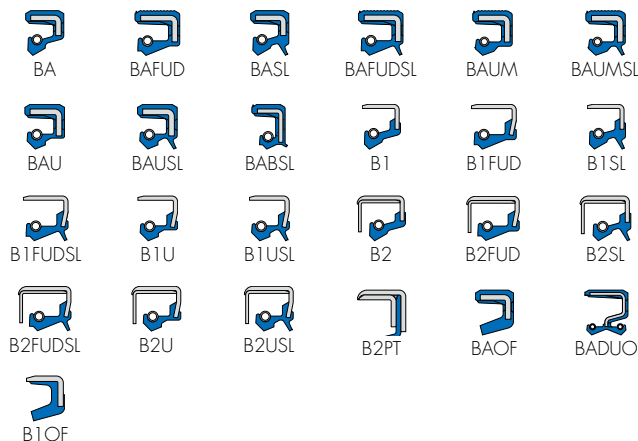 BA BAFUD BASL BAFUDSL BAUM BAUMSL
BAU BAUSL BABSL B1 B1FUD B1SL
B1FUDSL B1U B1USL B2 B2FUD B2SL
B2FUDSL B2U B2USL B2PT BAOF BADUO
B1OF